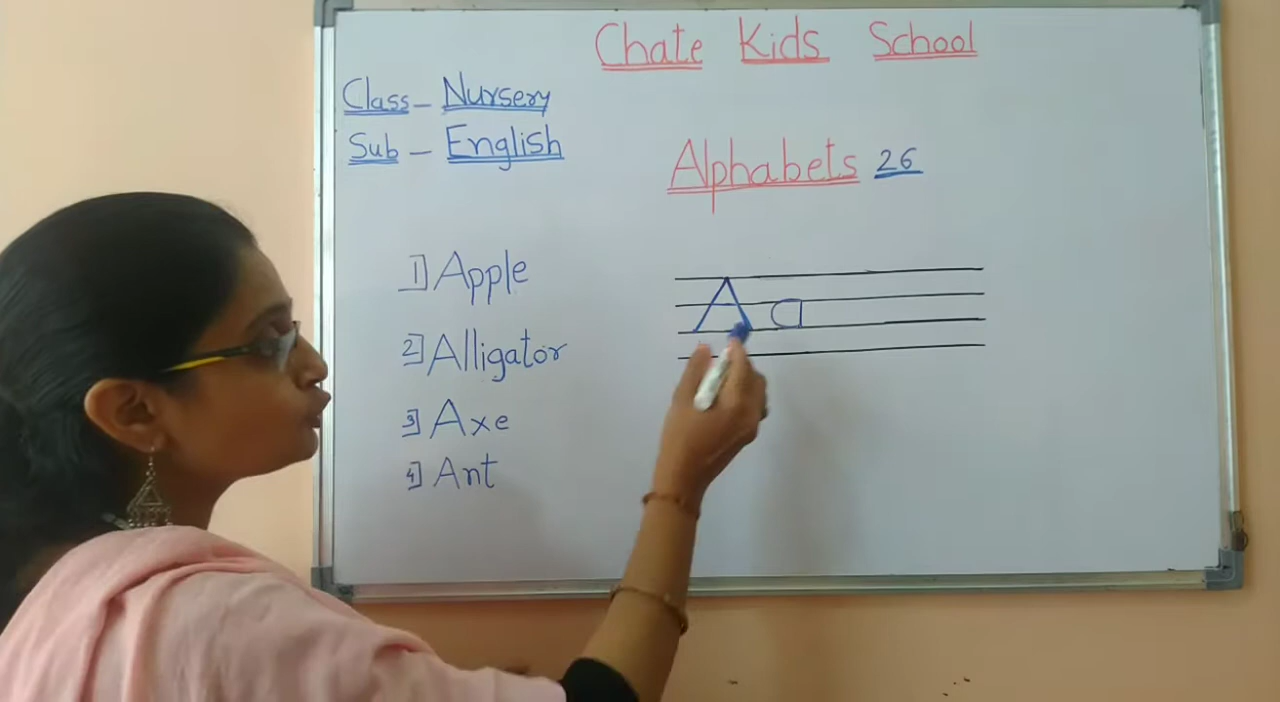 Chate Kids School
Class - Nursery
Sub - English
Alphabets 26
1] Apple
2] Alligator
3] Axe
4] Ant
A a